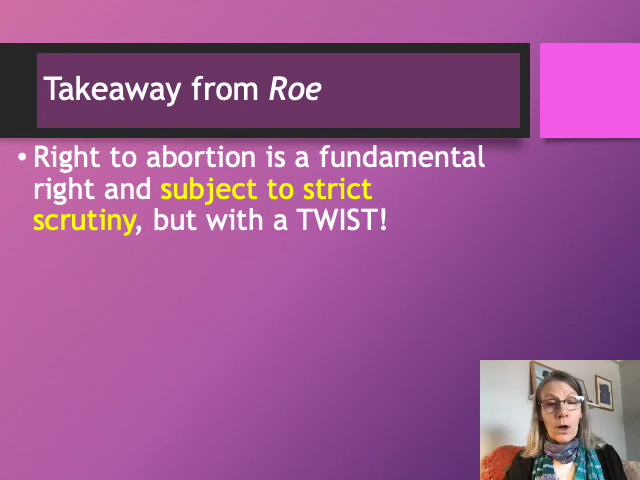 Takeaway from Roe
• Right to abortion is a fundamental
right and subject to strict
scrutiny, but with a TWIST!